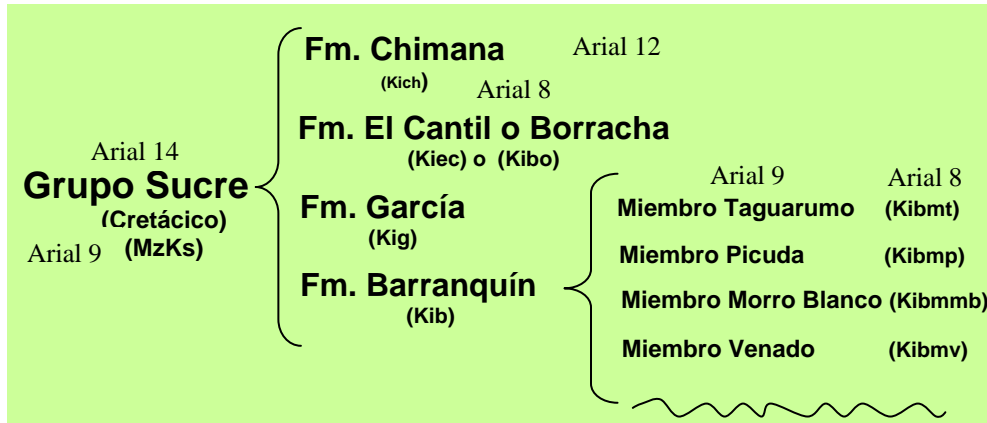 Fm. Chimana Arial 12
(Kich) Arial 8
Fm. El Cantil o Borracha
(Kiec) o (Kibo)
Arial 14
Grupo Sucre
(Cretácico)
Arial 9 (MzKs)
Fm. García
(Kig)
Fm. Barranquín
(Kib)
Arial 9 Arial 8
Miembro Taguarumo (Kibmt)
Miembro Picuda (Kibmp)
Miembro Morro Blanco (Kibmmb)
Miembro Venado (Kibmv)